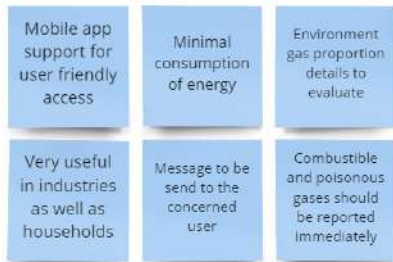 Mobile app
support for
user friendly
access
Minimal
consumption
of energy
Environment
gas proportion
details to
evaluate
Very useful
in industries
as well as
households
Message to be
send to the
concerned
user
Combustible
and poisonous
gases should
be reported
immediately